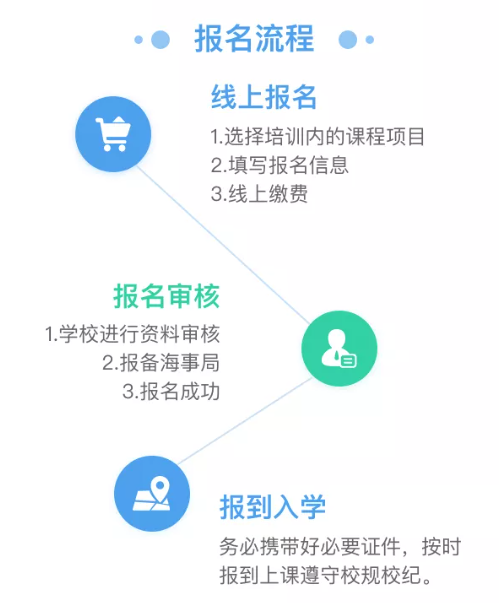 报名流程
线上报名
1.选择培训内的课程项目
2.填写报名信息
3.线上缴费
报名审核
1.学校进行资料审核
2.报备海事局
3.报名成功
报到入学
务必携带好必要证件，按时
报到上课遵守校规校纪。